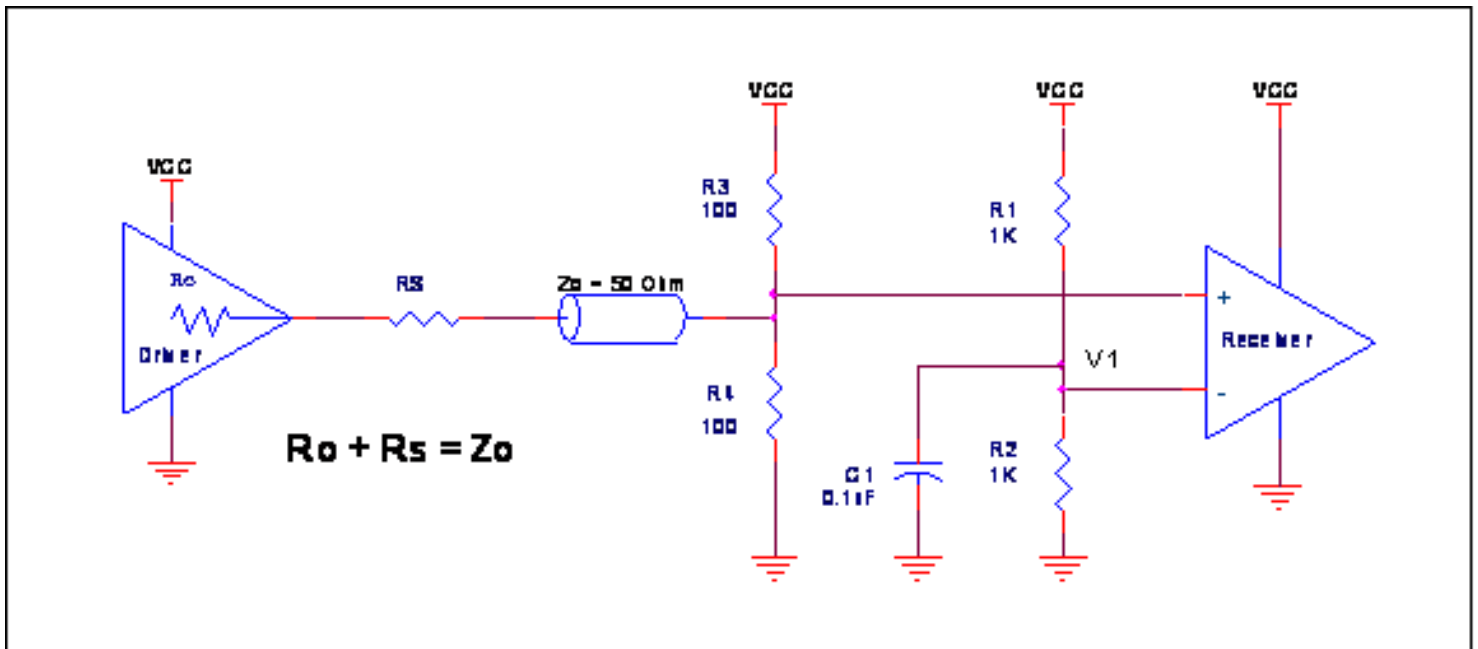 VCC
VCC
VCC
VCC
R3
100
R1
1K
Ro
RS
Zo = 50 Ohm
+
Driver
Receiver
V1
-
R4
100
Ro + Rs = Zo
R2
1K
C1
0.1uF